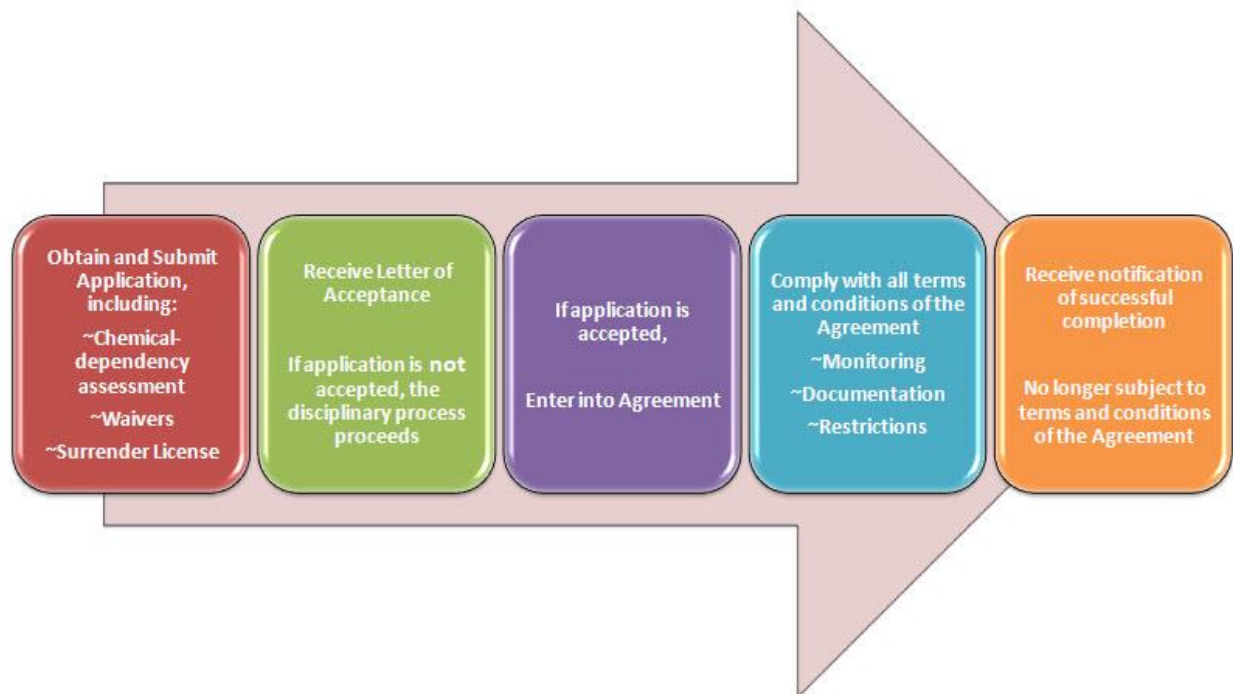 Obtain and Submit
Application,
including:
~Chemical-
dependency
assessment
~Waivers
~Surrender License
Receive Letter of
Acceptance
If application is not
accepted, the
disciplinary process
proceeds
If application is
accepted,
Enter into Agreement
Comply with all terms
and conditions of the
Agreement
~Monitoring
~Documentation
~Restrictions
Receive notification
of successful
completion
No longer subject to
terms and conditions
of the Agreement